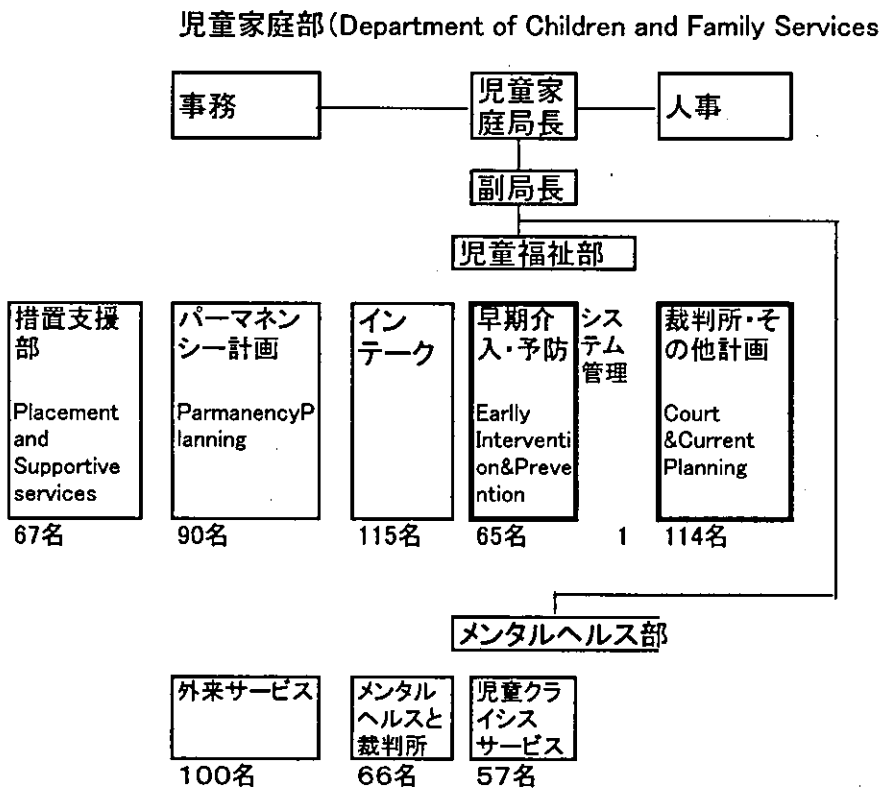 児童家庭部(Department of Children and Family Services
事務
児童家
庭局長
人事
副局長
児童福祉部
措置支援
部
Placement
and
Supportive
services
67名
パーマネン
シー計画
ParmanencyP
lanning
90名
イン
テーク
115名
早期介
入・予防
Earlly
Interventi
on&Preve
ntion
65名
シス
テム
管理
1
裁判所・そ
の他計画
Court
&Current
Planning
114名
メンタルヘルス部
外来サービス
100名
メンタル
ヘルスと
裁判所
66名
児童クラ
イシス
サービス
57名